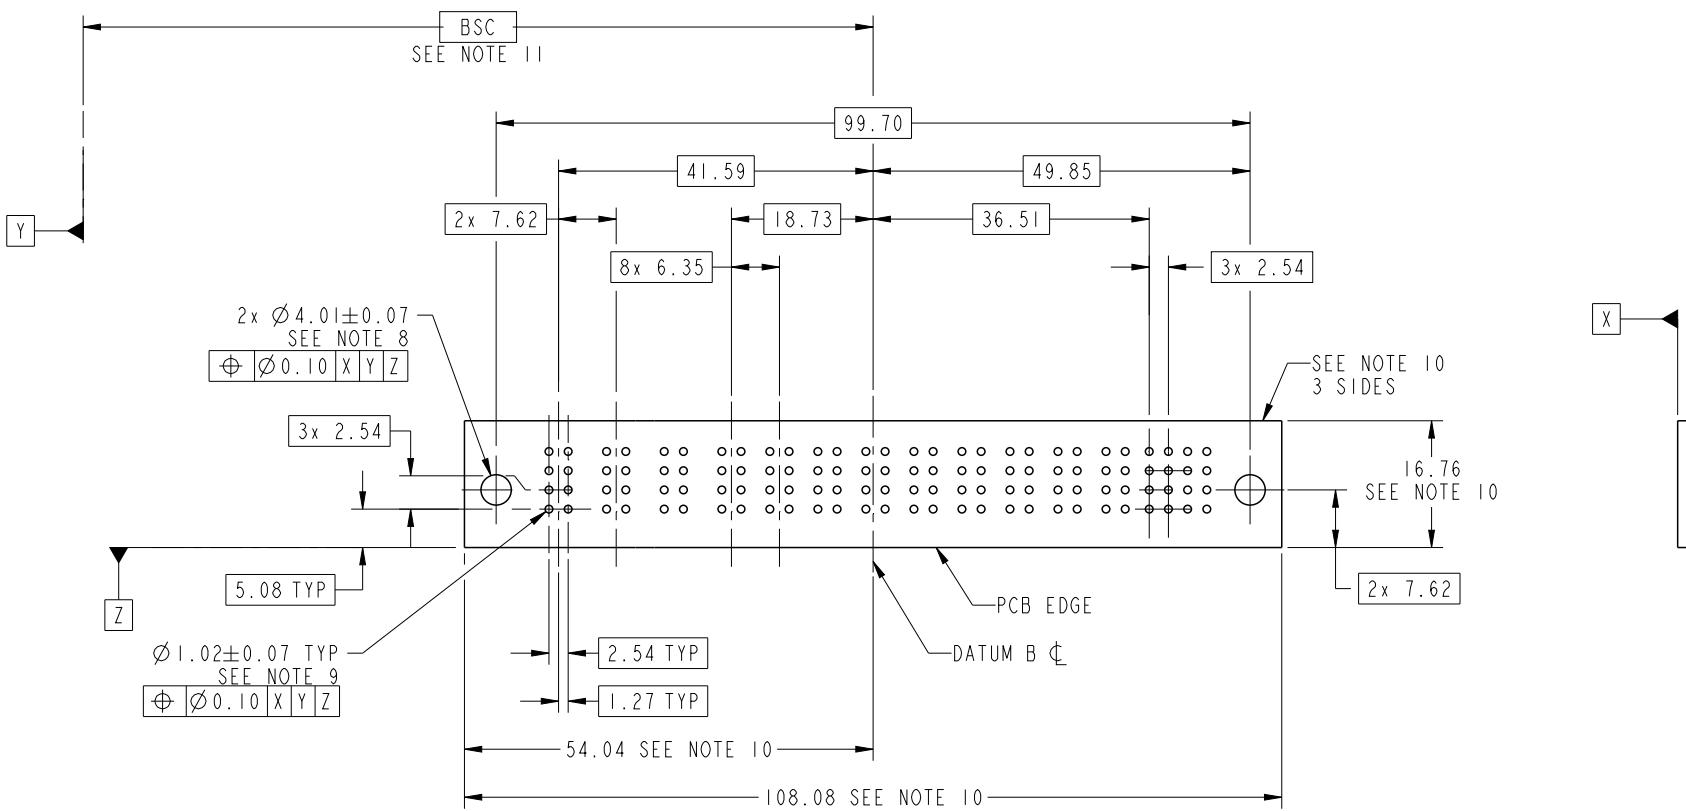 BSC
SEE NOTE 11
99.70
41.59
49.85
2x 7.62
18.73
36.51
8x 6.35
3x 2.54
Y
X
2x Ø4.01±0.07
SEE NOTE 8
⌖ Ø0.10 X Y Z
SEE NOTE 10
3 SIDES
3x 2.54
16.76
SEE NOTE 10
5.08 TYP
2x 7.62
Z
PCB EDGE
Ø1.02±0.07 TYP
SEE NOTE 9
⌖ Ø0.10 X Y Z
2.54 TYP
DATUM B ℄
1.27 TYP
54.04 SEE NOTE 10
108.08 SEE NOTE 10